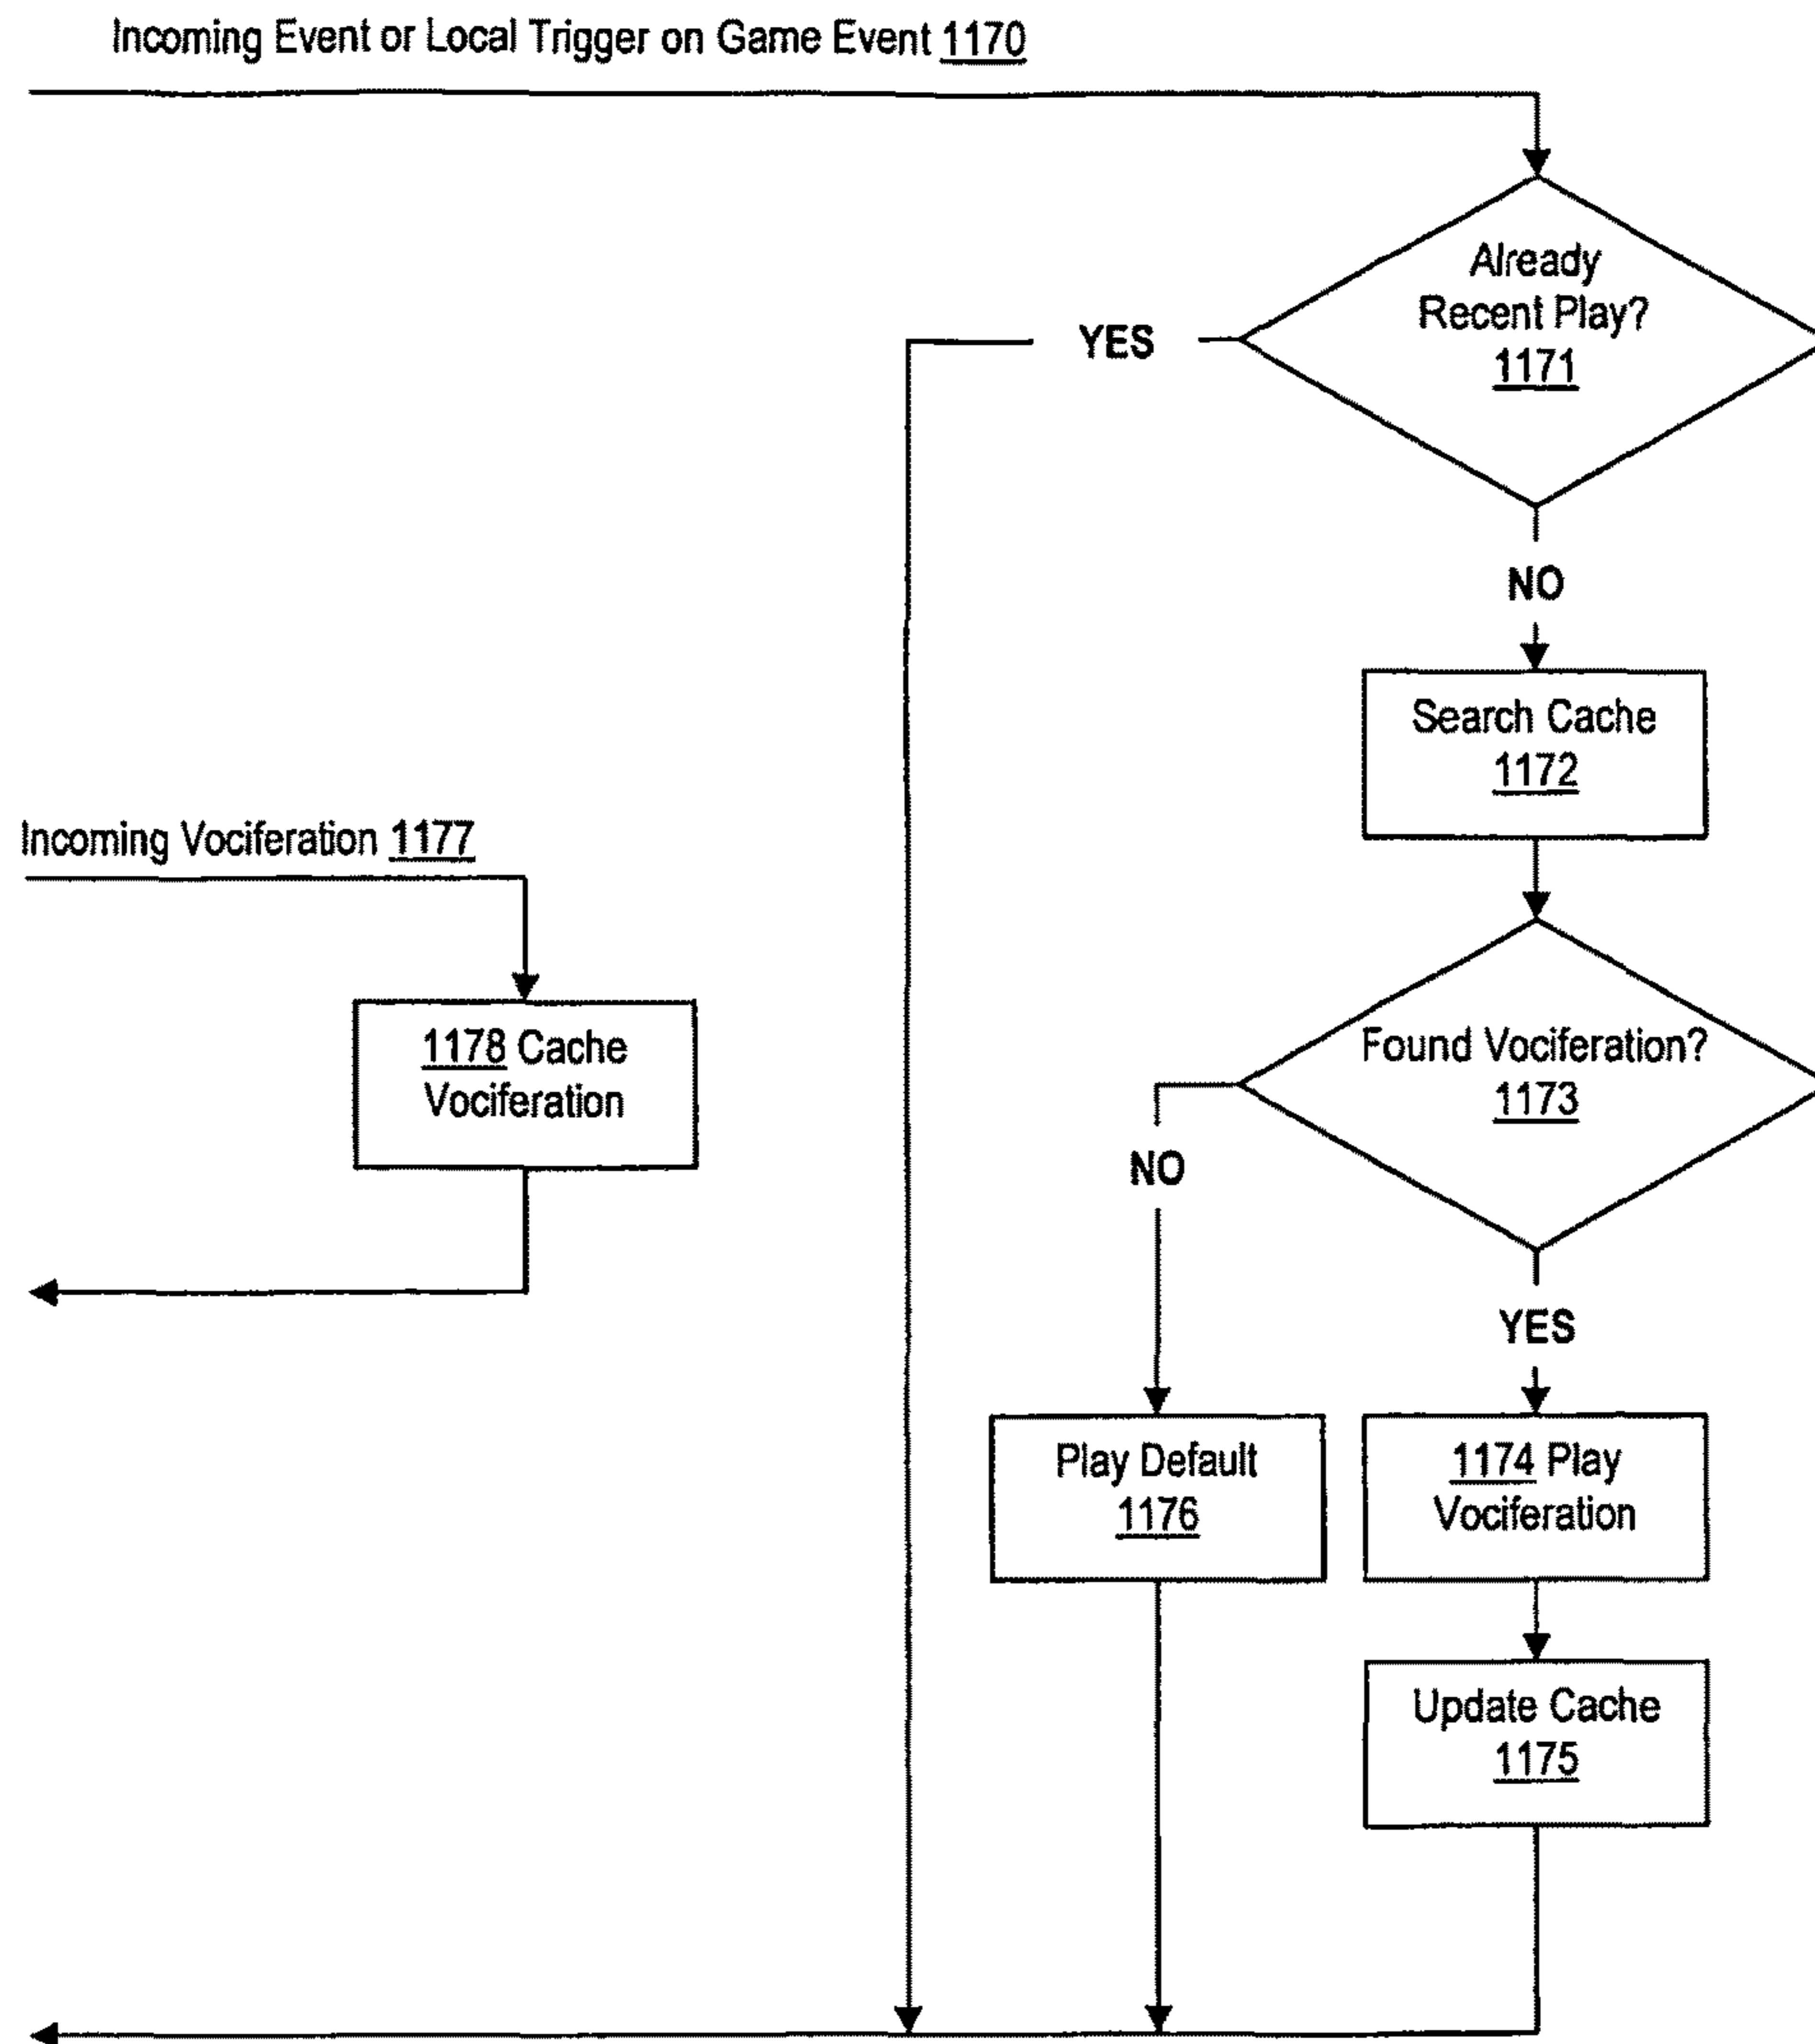 Incoming Event or Local Trigger on Game Event 1170
Already
Recent Play?
1171
YES
NO
Search Cache
1172
Incoming Vociferation 1177
1178 Cache
Vociferation
Found Vociferation?
1173
NO
YES
Play Default
1176
1174 Play
Vociferation
Update Cache
1175